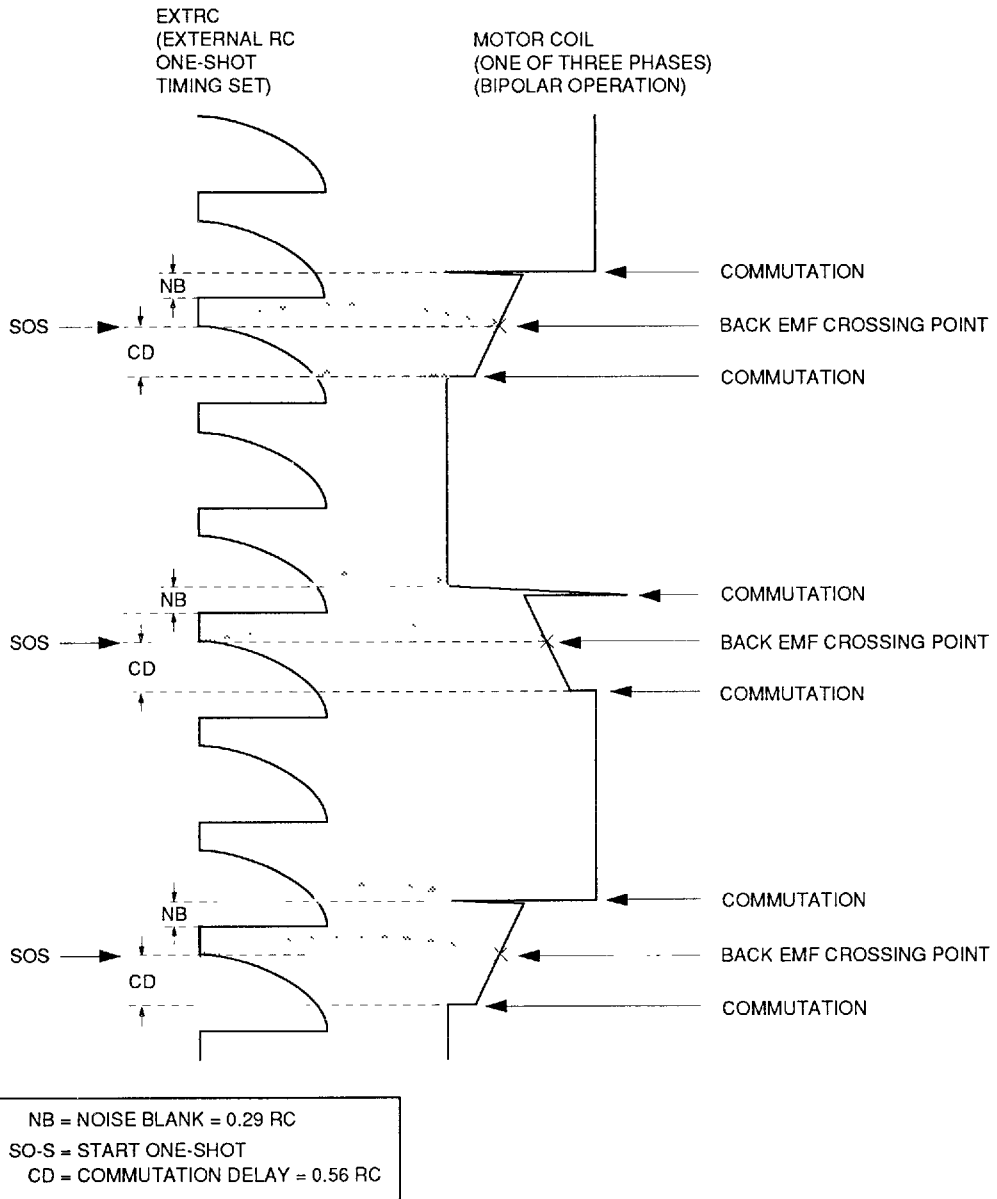 EXTRC
(EXTERNAL RC
ONE-SHOT
TIMING SET)
MOTOR COIL
(ONE OF THREE PHASES)
(BIPOLAR OPERATION)
COMMUTATION
NB
SOS
BACK EMF CROSSING POINT
CD
COMMUTATION
COMMUTATION
NB
SOS
BACK EMF CROSSING POINT
CD
COMMUTATION
COMMUTATION
NB
SOS
BACK EMF CROSSING POINT
CD
COMMUTATION
NB = NOISE BLANK = 0.29 RC
SO-S = START ONE-SHOT
CD = COMMUTATION DELAY = 0.56 RC